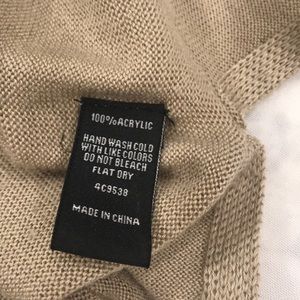 100%ACRYLIC
HAND WASH COLD
WITH LIKE COLORS
DO NOT BLEACH
FLAT DRY
4C9538
MADE IN CHINA